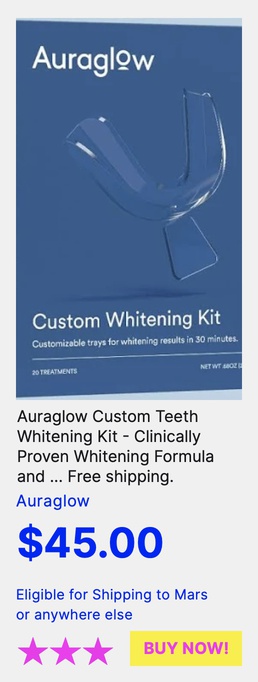 Auraglow
Custom Whitening Kit
Customizable trays for whitening results in 30 minutes.
20 TREATMENTS
NET WT .68OZ
Auraglow Custom Teeth
Whitening Kit - Clinically
Proven Whitening Formula
and ... Free shipping.
Auraglow
$45.00
Eligible for Shipping to Mars
or anywhere else
BUY NOW!